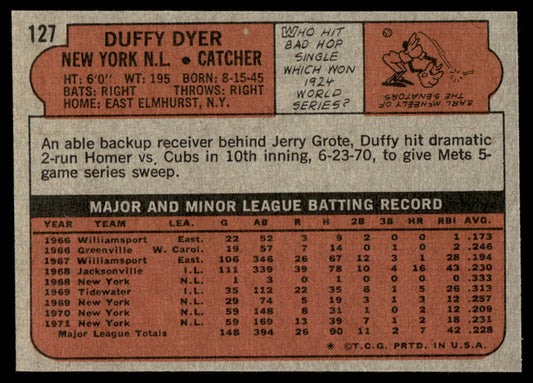 127
DUFFY DYER
NEW YORK N.L. • CATCHER
HT: 6'0" WT: 195 BORN: 8-15-45
BATS: RIGHT THROWS: RIGHT
HOME: EAST ELMHURST, N.Y.
WHO HIT
BAD HOP
SINGLE
WHICH WON
1924
WORLD
SERIES?
EARL McNEELY OF
THE SENATORS
An able backup receiver behind Jerry Grote, Duffy hit dramatic
2-run Homer vs. Cubs in 10th inning, 6-23-70, to give Mets 5-
game series sweep.
MAJOR AND MINOR LEAGUE BATTING RECORD
YEAR TEAM LEA. G AB R H 2B 3B HR RBI AVG.
1966 Williamsport East. 22 52 3 9 2 0 0 1 .173
1966 Greenville W. Carol. 19 57 7 14 0 1 0 2 .246
1967 Williamsport East. 106 346 26 67 12 3 1 28 .194
1968 Jacksonville I.L. 111 339 39 78 10 4 16 43 .230
1968 New York N.L. 1 3 0 1 0 0 0 0 .333
1969 Tidewater I.L. 35 112 22 35 6 1 5 16 .313
1969 New York N.L. 29 74 5 19 3 1 3 12 .257
1970 New York N.L. 59 148 8 31 1 0 2 12 .209
1971 New York N.L. 59 169 13 39 7 1 2 18 .231
Major League Totals 148 394 26 90 11 2 7 42 .228
* ©T.C.G. PRTD. IN U.S.A.